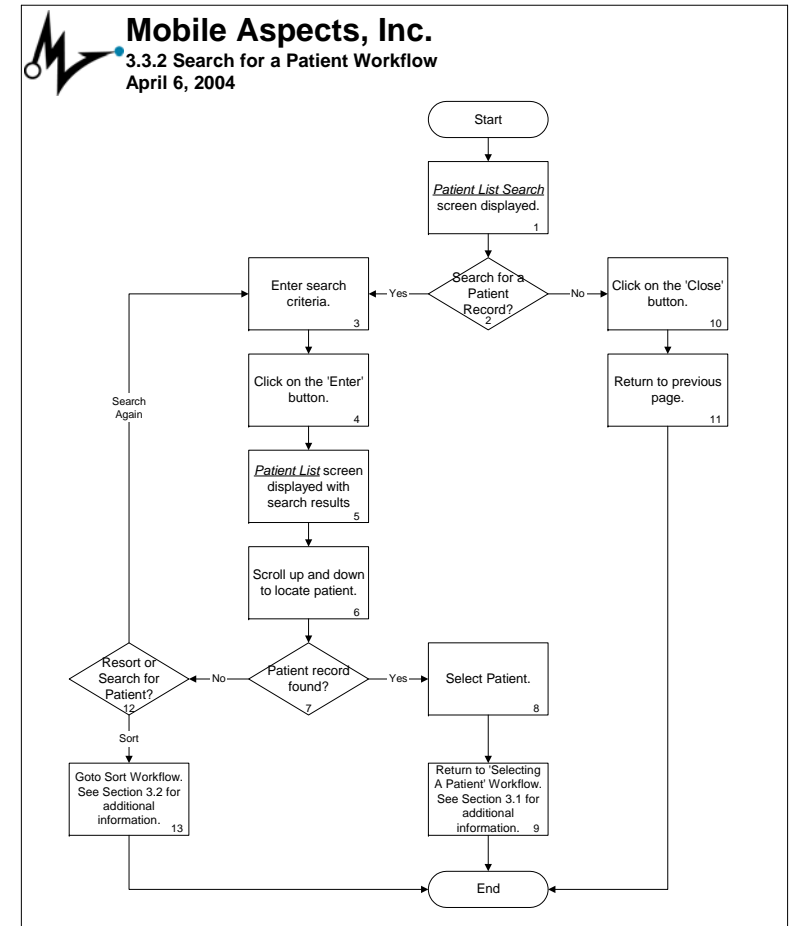 Mobile Aspects, Inc.
3.3.2 Search for a Patient Workflow
April 6, 2004
Start
Patient List Search
screen displayed.
1
Search for a
Patient
Record?
2
Yes
No
Enter search
criteria.
3
Click on the 'Close'
button.
10
Click on the 'Enter'
button.
4
Return to previous
page.
11
Search
Again
Patient List screen
displayed with
search results
5
Scroll up and down
to locate patient.
6
Resort or
Search for
Patient?
12
No
Patient record
found?
7
Yes
Select Patient.
8
Sort
Goto Sort Workflow.
See Section 3.2 for
additional
information.
13
Return to 'Selecting
A Patient' Workflow.
See Section 3.1 for
additional
information.
9
End